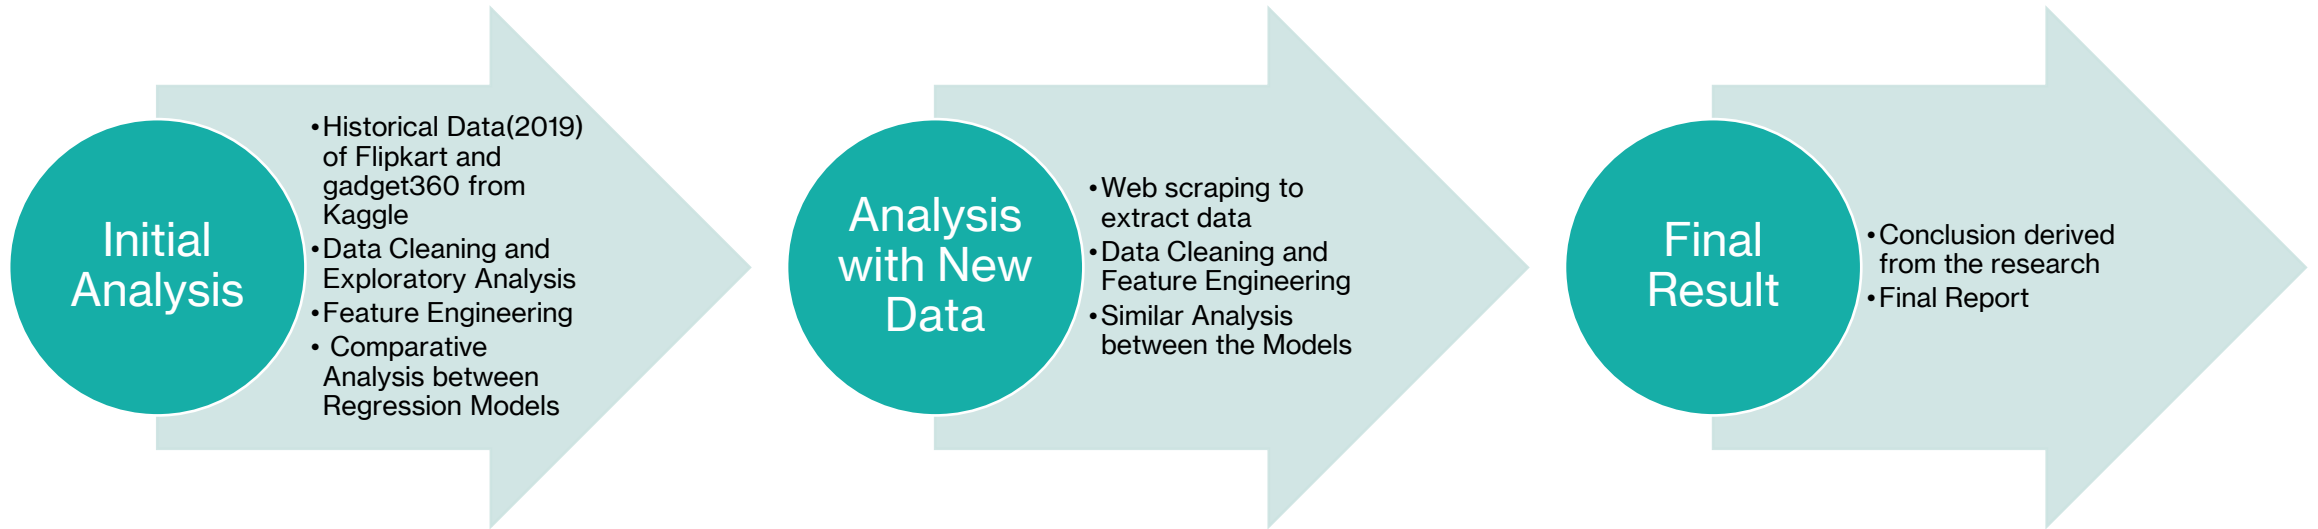 Initial
Analysis
•Historical Data(2019)
of Flipkart and
gadget360 from
Kaggle
•Data Cleaning and
Exploratory Analysis
•Feature Engineering
• Comparative
Analysis between
Regression Models
Analysis
with New
Data
•Web scraping to
extract data
•Data Cleaning and
Feature Engineering
•Similar Analysis
between the Models
Final
Result
•Conclusion derived
from the research
•Final Report